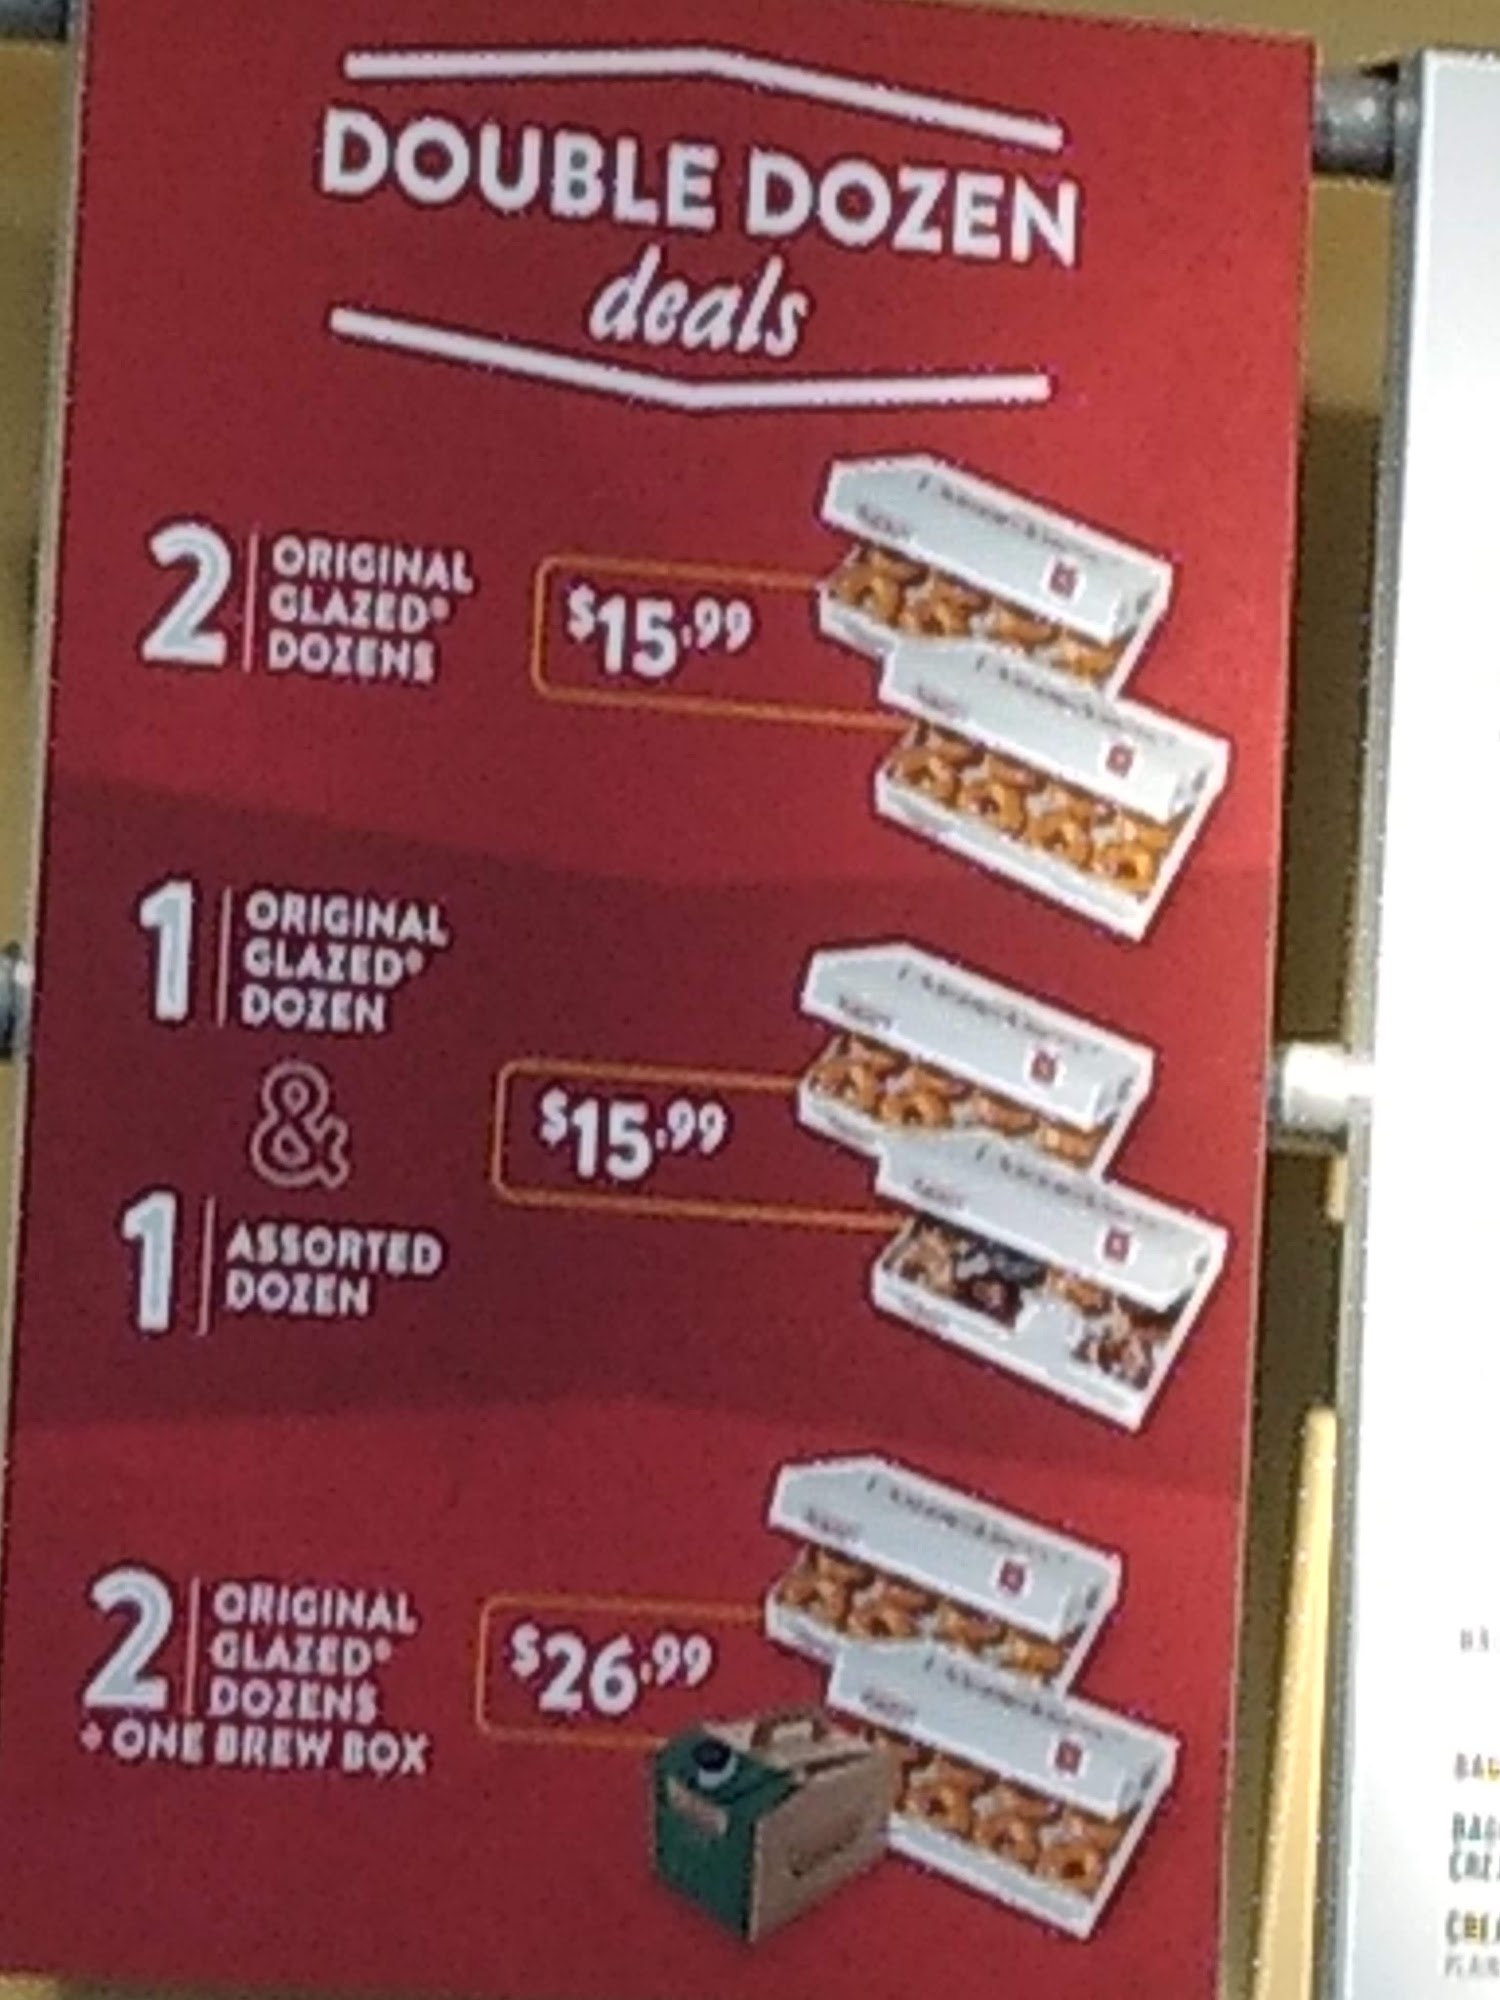 DOUBLE DOZEN
deals
2
ORIGINAL
GLAZED®
DOZENS
$15.99
1
ORIGINAL
GLAZED®
DOZEN
&
$15.99
1
ASSORTED
DOZEN
2
ORIGINAL
GLAZED®
DOZENS
+ ONE BREW BOX
$26.99